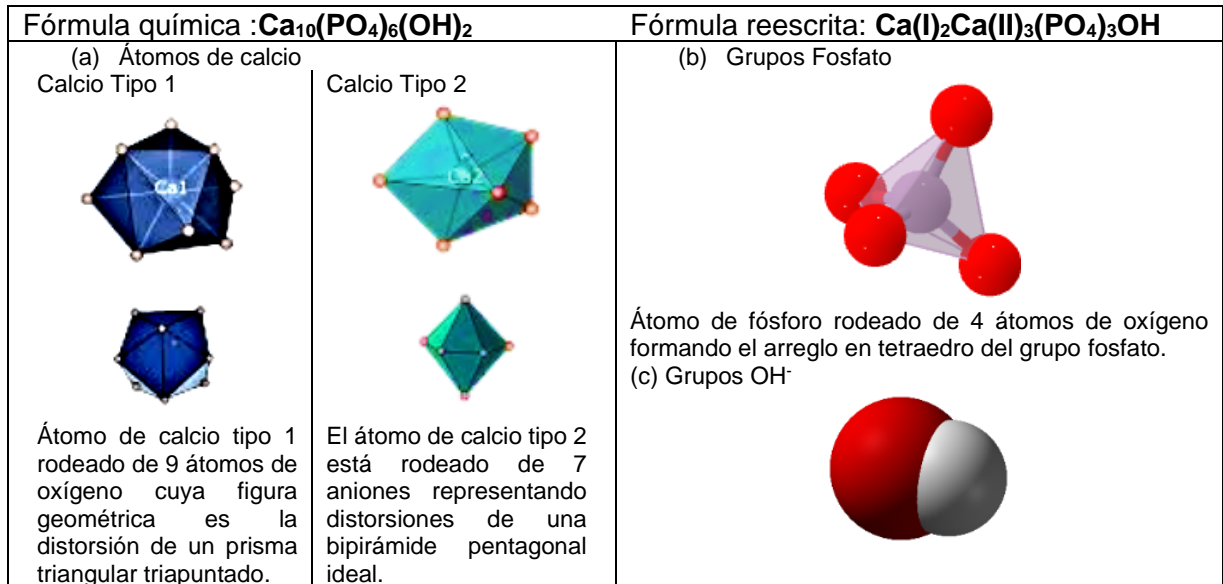 Fórmula química :Ca₁₀(PO₄)₆(OH)₂
Fórmula reescrita: Ca(I)₂Ca(II)₃(PO₄)₃OH
(a) Átomos de calcio
Calcio Tipo 1
Ca1
Átomo de calcio tipo 1
rodeado de 9 átomos de
oxígeno cuya figura
geométrica es la
distorsión de un prisma
triangular triapuntado.
Calcio Tipo 2
Ca2
El átomo de calcio tipo 2
está rodeado de 7
aniones representando
distorsiones de una
bipirámide pentagonal
ideal.
(b) Grupos Fosfato
Átomo de fósforo rodeado de 4 átomos de oxígeno
formando el arreglo en tetraedro del grupo fosfato.
(c) Grupos OH⁻